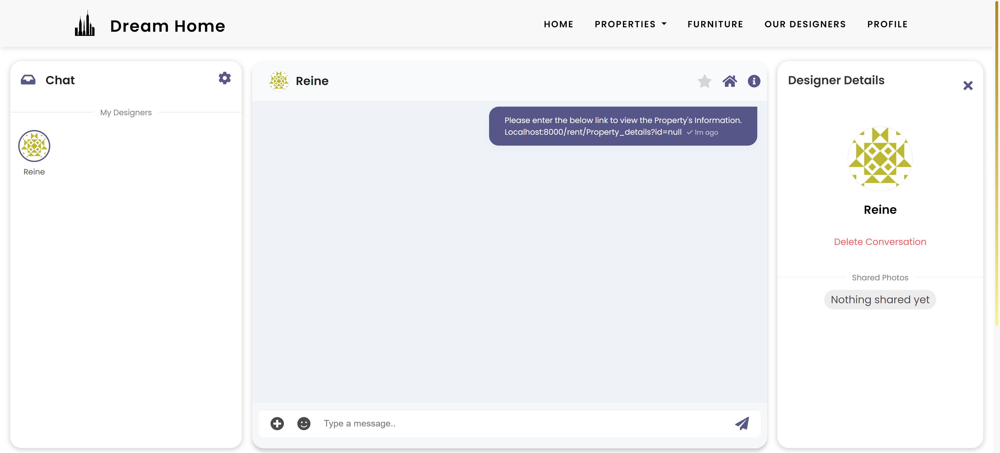 Dream Home
HOME PROPERTIES FURNITURE OUR DESIGNERS PROFILE
Chat
My Designers
Reine
Reine
Please enter the below link to view the Property's Information.
Localhost:8000/rent/Property_details?id=null 1m ago
Type a message..
Designer Details
Reine
Delete Conversation
Shared Photos
Nothing shared yet